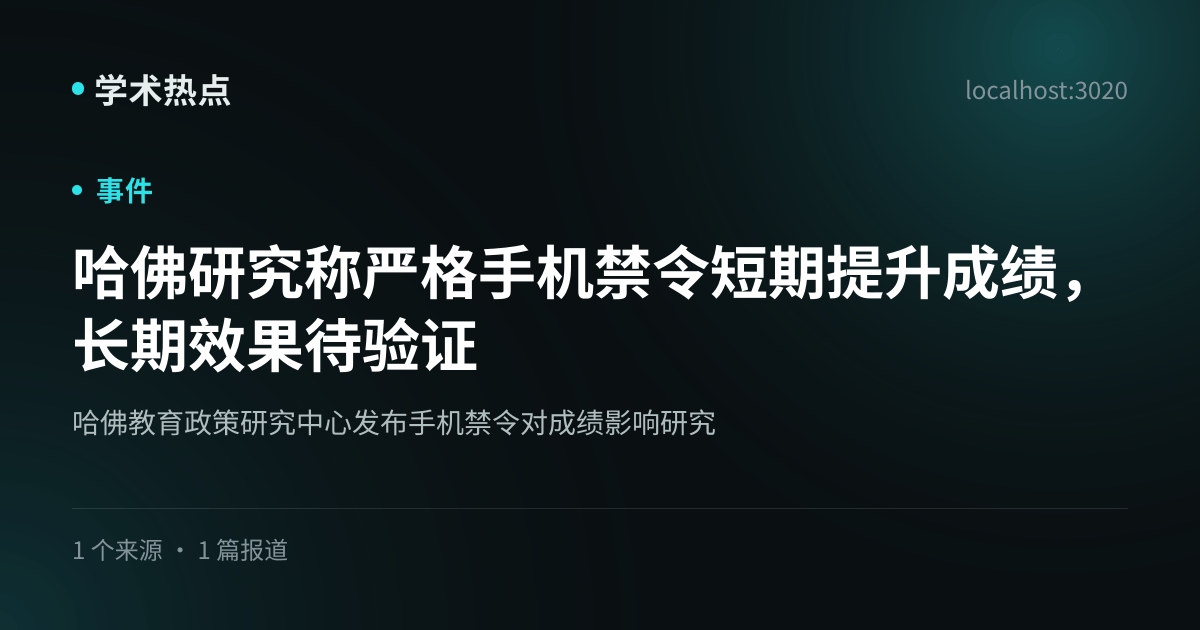 学术热点
localhost:3020
事件
哈佛研究称严格手机禁令短期提升成绩，
长期效果待验证
哈佛教育政策研究中心发布手机禁令对成绩影响研究
1 个来源 · 1 篇报道